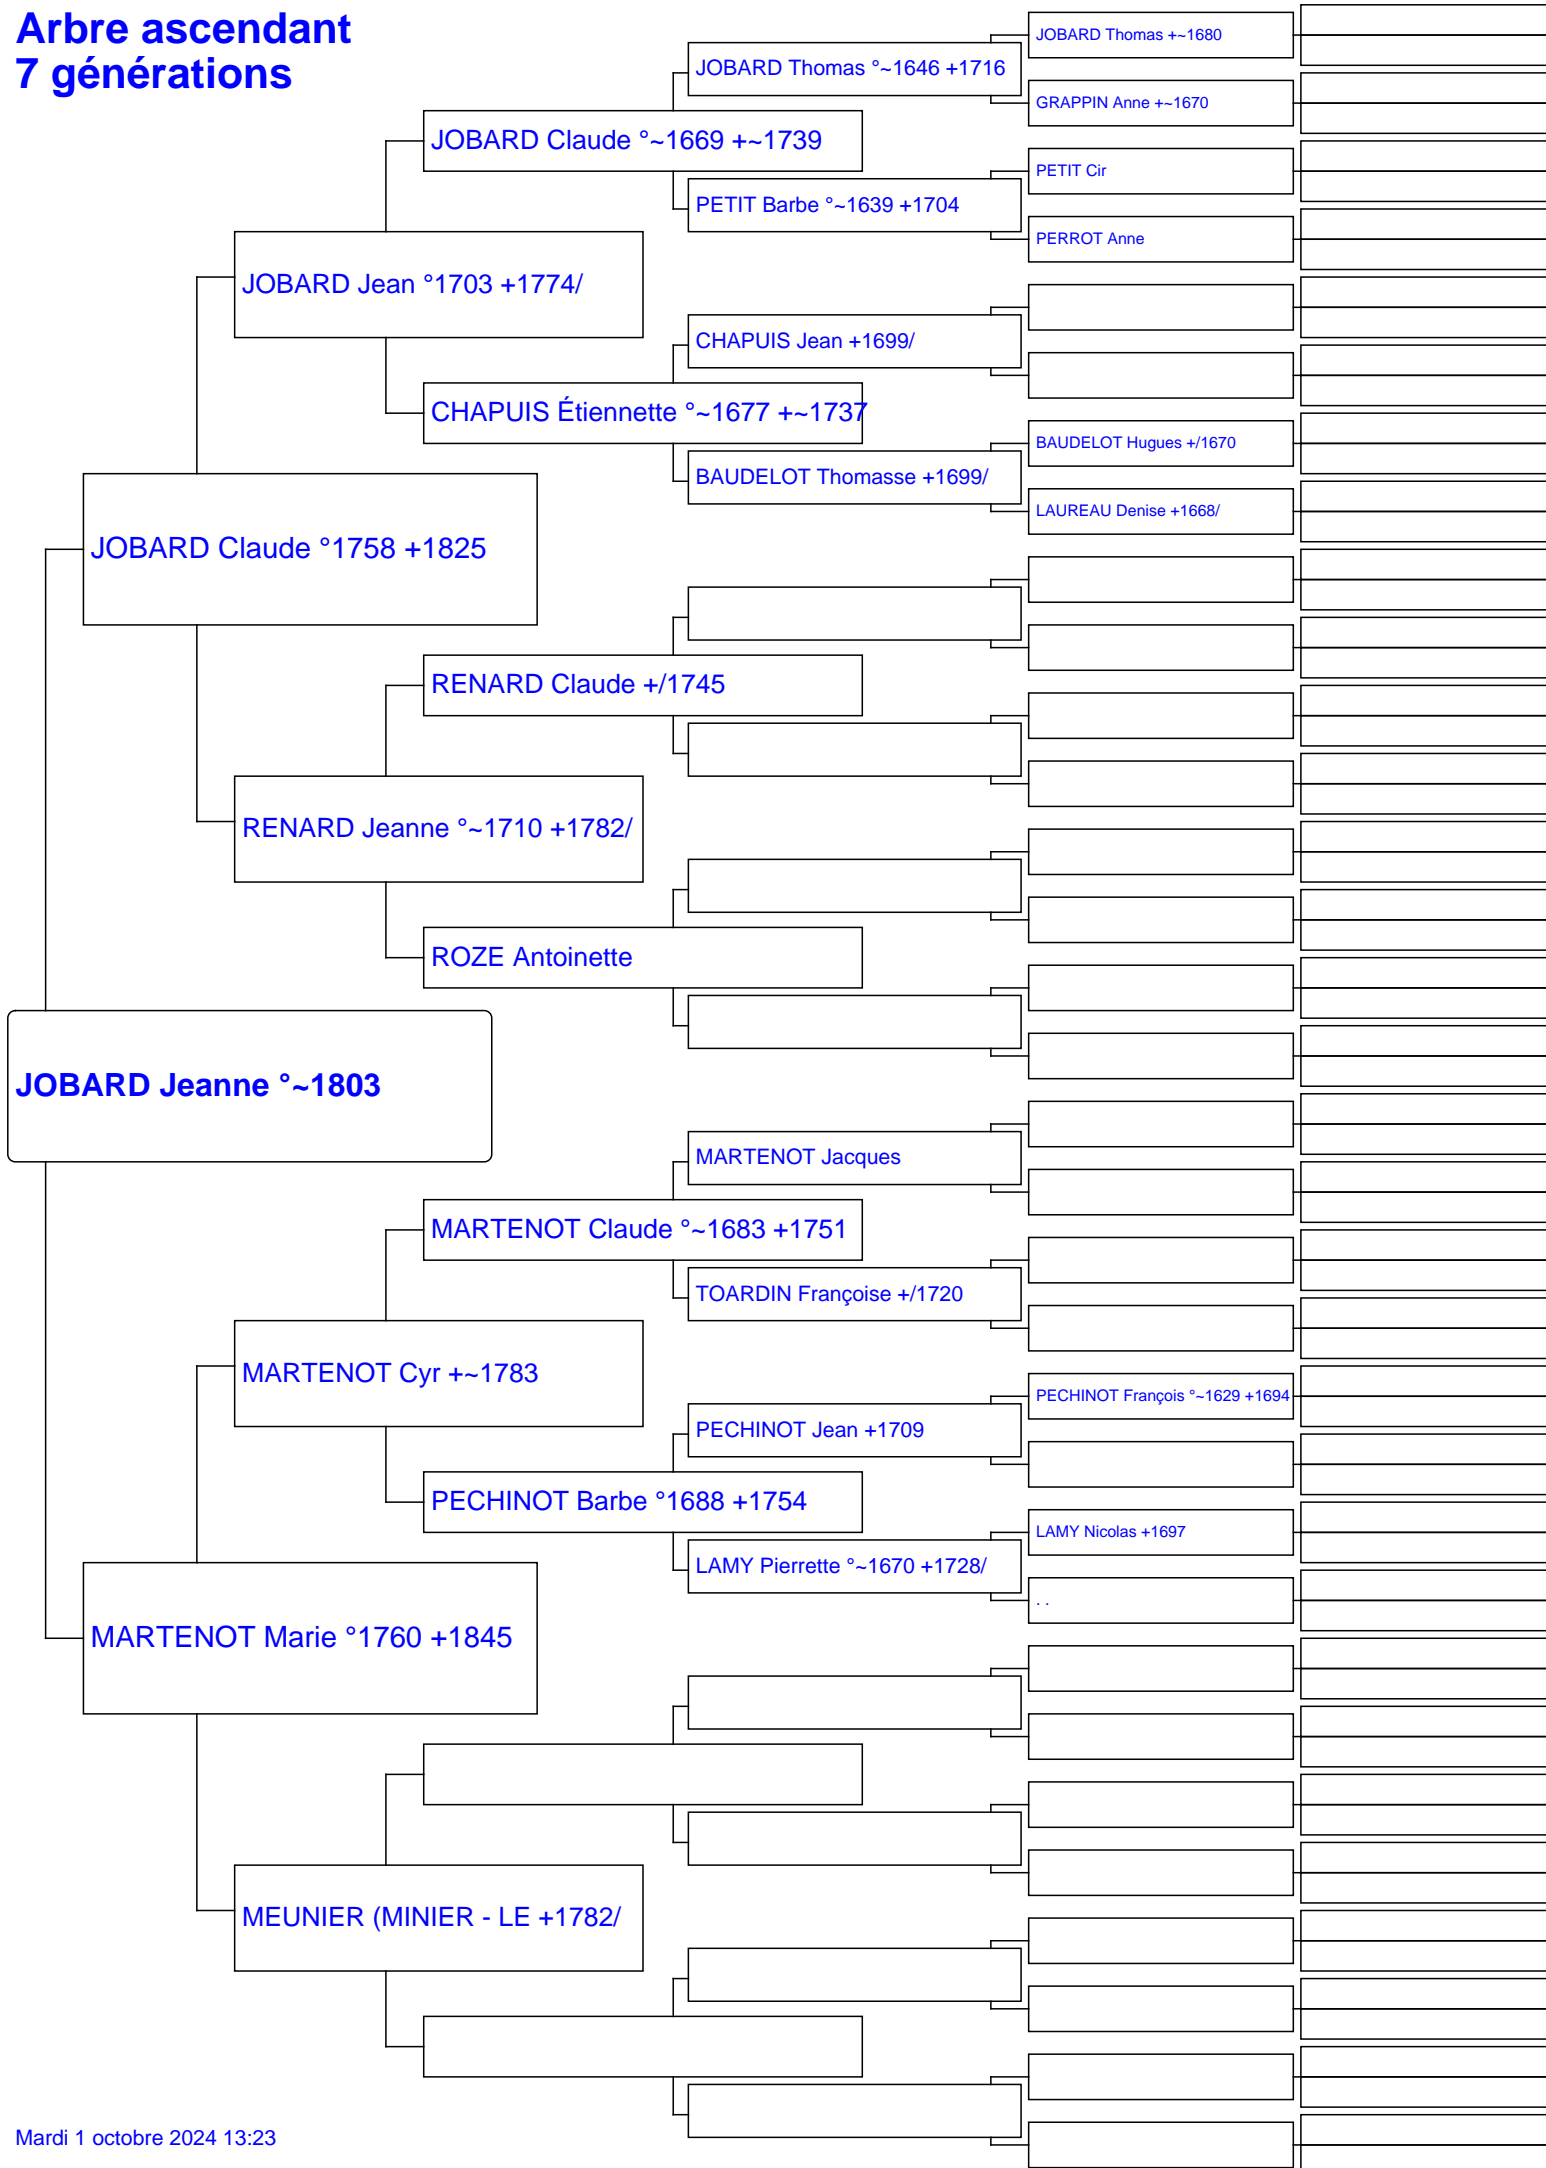 Arbre ascendant
7 générations
JOBARD Thomas +~1680
JOBARD Thomas °~1646 +1716
GRAPPIN Anne +~1670
JOBARD Claude °~1669 +~1739
PETIT Cir
PETIT Barbe °~1639 +1704
PERROT Anne
JOBARD Jean °1703 +1774/
CHAPUIS Jean +1699/
CHAPUIS Étiennette °~1677 +~1737
BAUDELOT Hugues +/1670
BAUDELOT Thomasse +1699/
LAUREAU Denise +1668/
JOBARD Claude °1758 +1825
RENARD Claude +/1745
RENARD Jeanne °~1710 +1782/
ROZE Antoinette
JOBARD Jeanne °~1803
MARTENOT Jacques
MARTENOT Claude °~1683 +1751
TOARDIN Françoise +/1720
MARTENOT Cyr +~1783
PECHINOT François °~1629 +1694
PECHINOT Jean +1709
PECHINOT Barbe °1688 +1754
LAMY Nicolas +1697
LAMY Pierrette °~1670 +1728/
. .
MARTENOT Marie °1760 +1845
MEUNIER (MINIER - LE +1782/
Mardi 1 octobre 2024 13:23